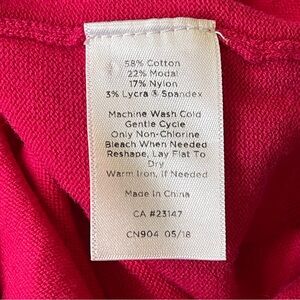 58% Cotton
22% Modal
17% Nylon
3% Lycra ® Spandex
Machine Wash Cold
Gentle Cycle
Only Non-Chlorine
Bleach When Needed
Reshape, Lay Flat To
Dry
Warm Iron, if Needed
Made in China
CA #23147
CN904 05/18